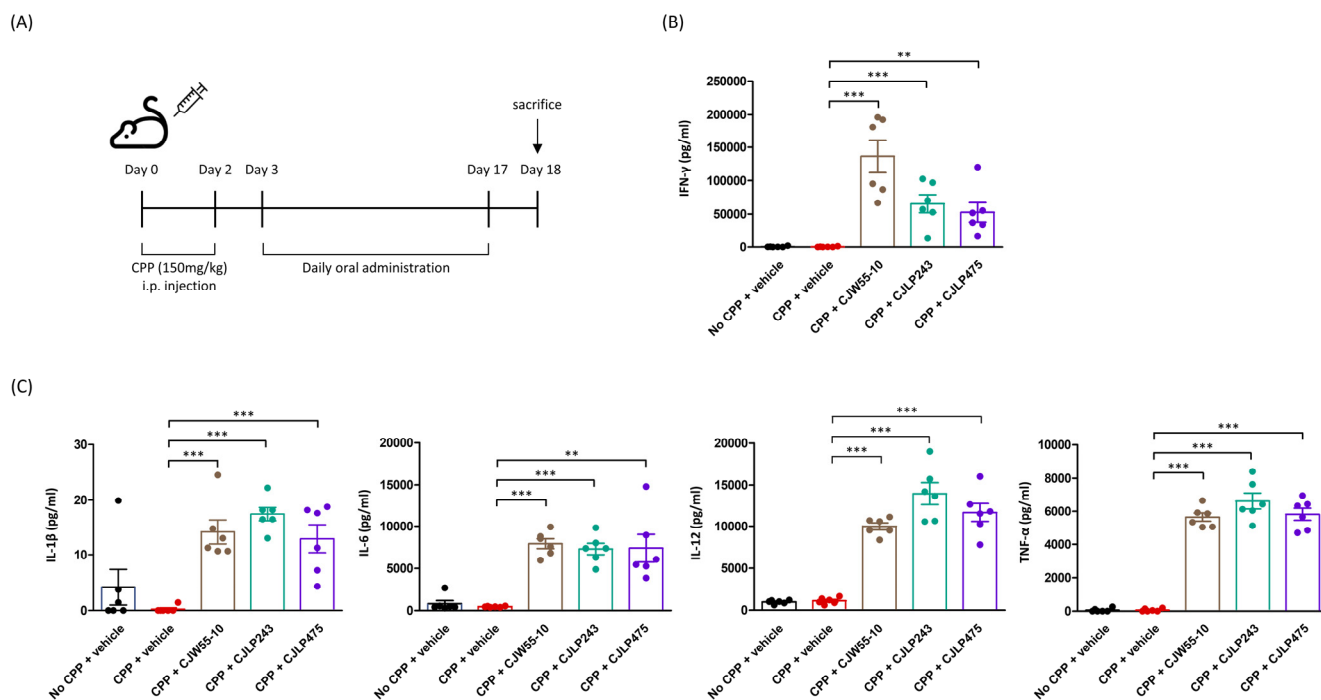 (A)
sacrifice
Day 0
Day 2
Day 3
Day 17
Day 18
CPP (150mg/kg)
i.p. injection
Daily oral administration
(B)
**
***
***
IFN-γ (pg/ml)
250000
200000
150000
100000
50000
0
No CPP + vehicle
CPP + vehicle
CPP + CJW55-10
CPP + CJLP243
CPP + CJLP475
(C)
***
***
***
IL-1β (pg/ml)
30
20
10
0
No CPP + vehicle
CPP + vehicle
CPP + CJW55-10
CPP + CJLP243
CPP + CJLP475
**
***
***
IL-6 (pg/ml)
20000
15000
10000
5000
0
No CPP + vehicle
CPP + vehicle
CPP + CJW55-10
CPP + CJLP243
CPP + CJLP475
***
***
***
IL-12 (pg/ml)
20000
15000
10000
5000
0
No CPP + vehicle
CPP + vehicle
CPP + CJW55-10
CPP + CJLP243
CPP + CJLP475
***
***
***
TNF-α (pg/ml)
10000
8000
6000
4000
2000
0
No CPP + vehicle
CPP + vehicle
CPP + CJW55-10
CPP + CJLP243
CPP + CJLP475